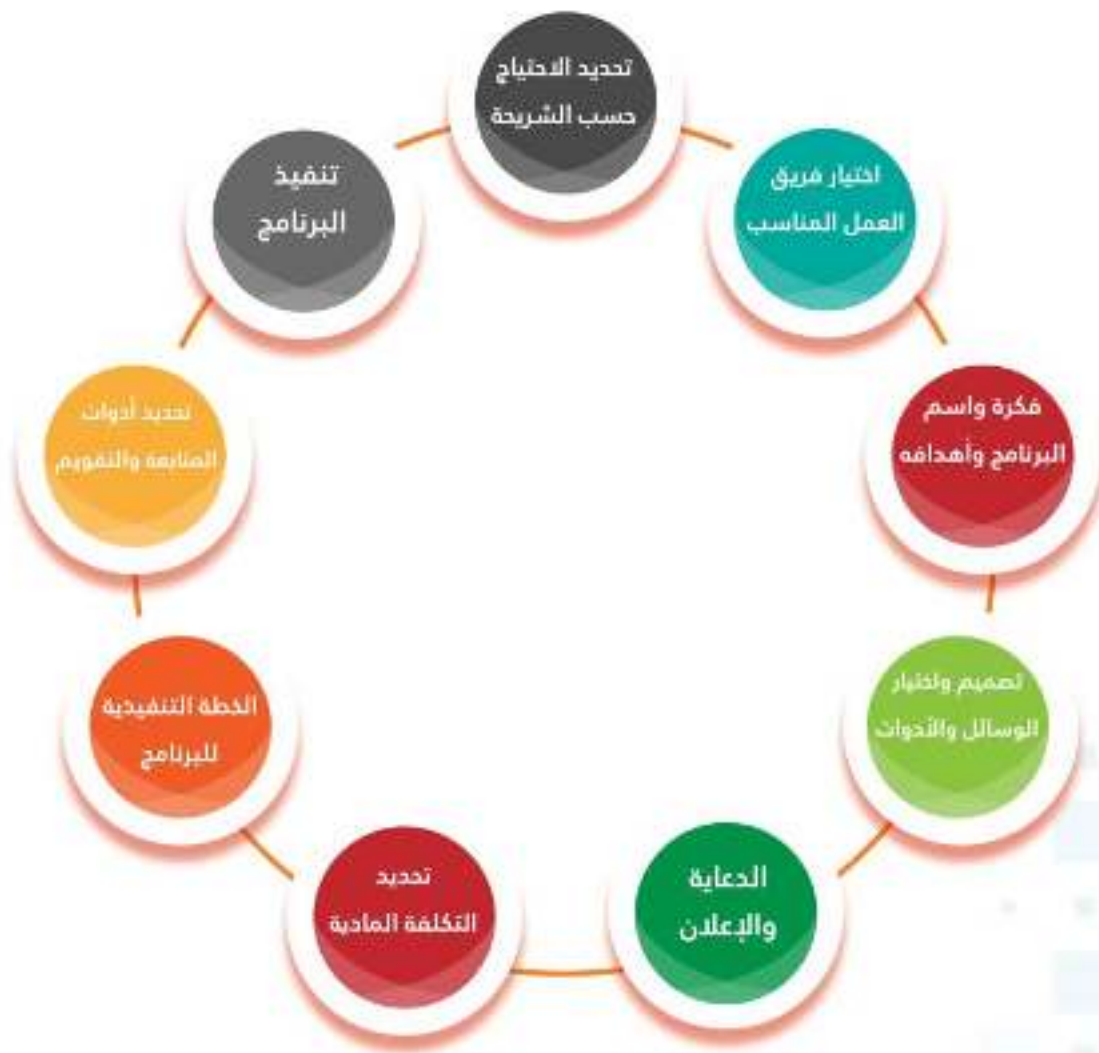 تحديد الاحتياج
حسب الشريحة
اختيار فريق
العمل المناسب
فكرة واسم
البرنامج وأهدافه
تصميم واختيار
الوسائل والأدوات
الدعاية
والإعلان
تحديد
التكلفة المادية
الخطة التنفيذية
للبرنامج
تحديد أدوات
المتابعة والتقويم
تنفيذ
البرنامج